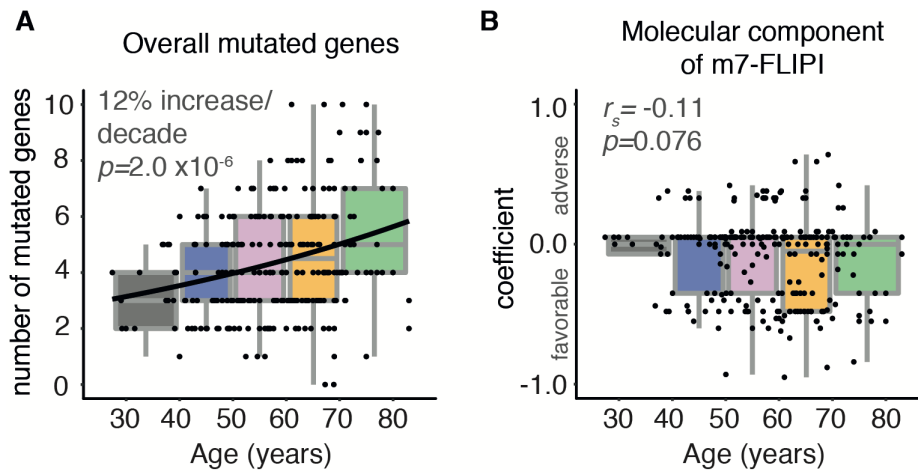 A
Overall mutated genes
12% increase/
decade
p=2.0 x10⁻⁶
number of mutated genes
10
8
6
4
2
0
30 40 50 60 70 80
Age (years)
B
Molecular component
of m7-FLIPI
rₛ= -0.11
p=0.076
coefficient
favorable adverse
1.0
0.0
-1.0
30 40 50 60 70 80
Age (years)